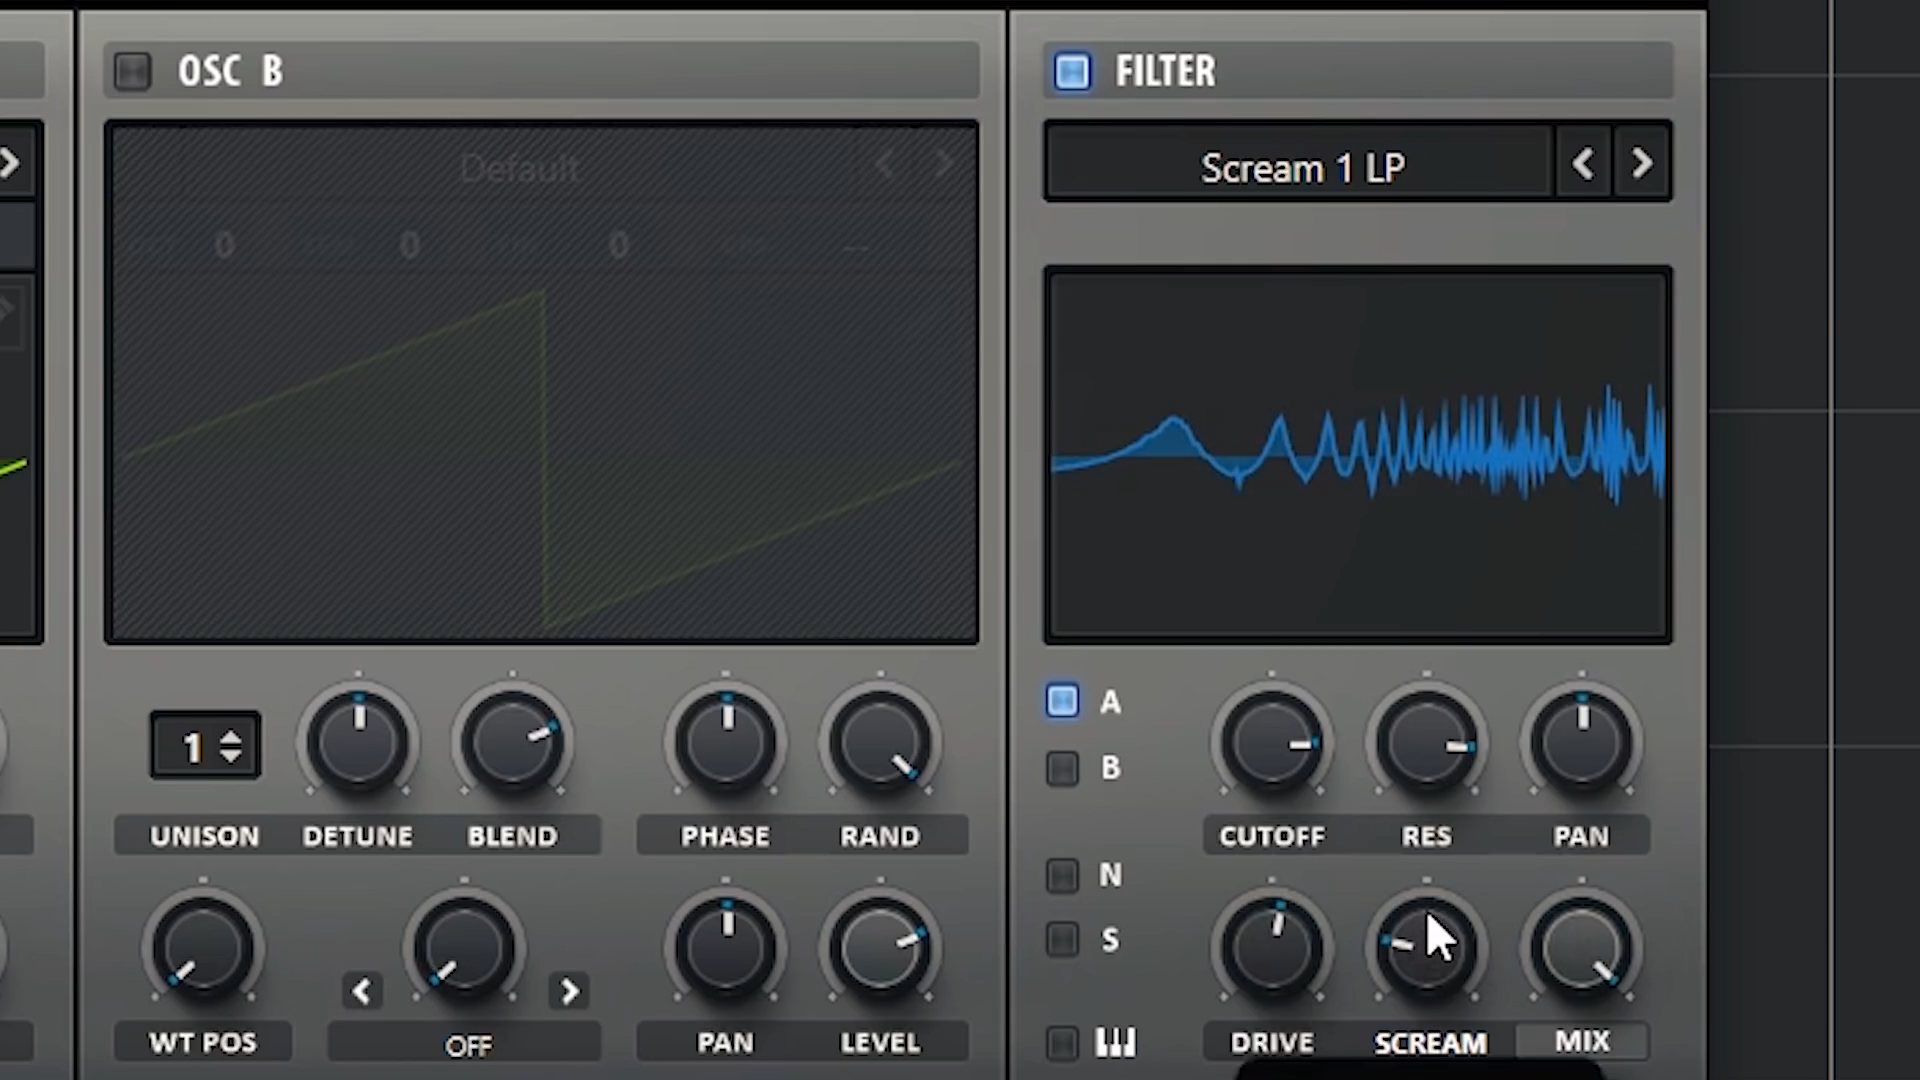 OSC B
Default
0 0 0 --
1
UNISON DETUNE BLEND PHASE RAND
WT POS OFF PAN LEVEL
FILTER
Scream 1 LP
A
B
N
S
CUTOFF RES PAN
DRIVE SCREAM MIX